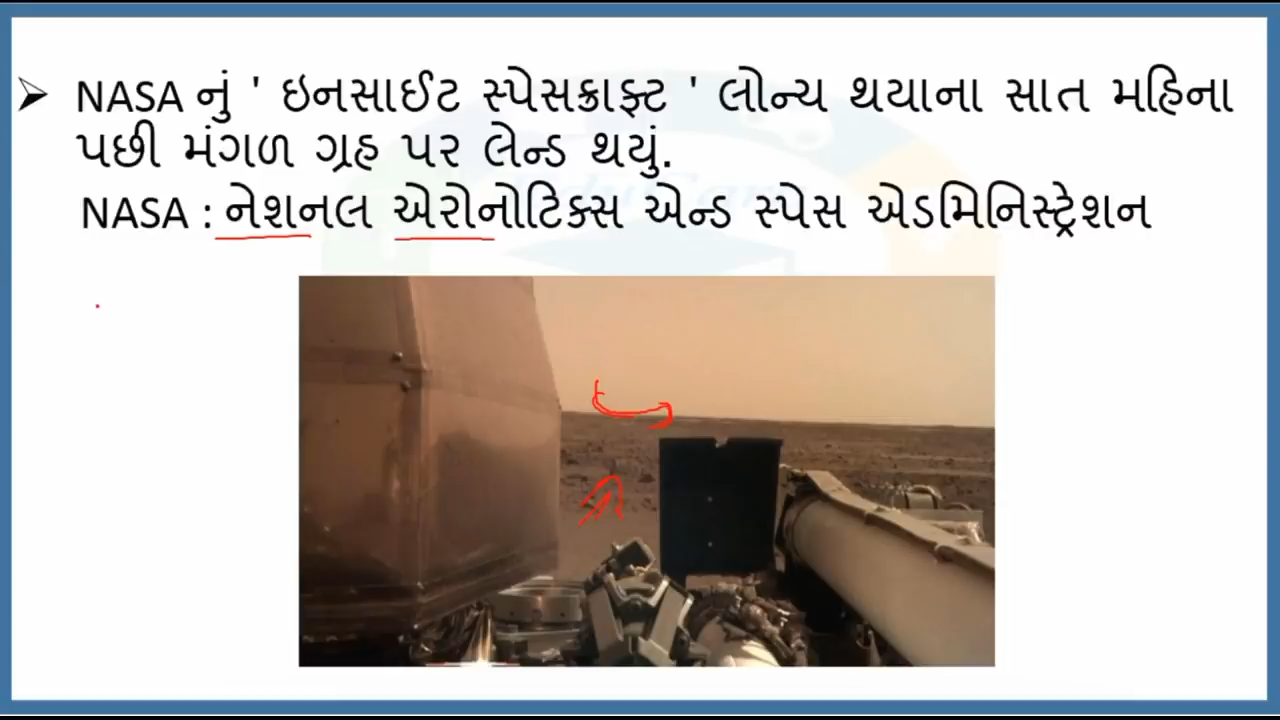 ➢ NASA નું ' ઇનસાઈટ સ્પેસક્રાફ્ટ ' લોન્ચ થયાના સાત મહિના
પછી મંગળ ગ્રહ પર લેન્ડ થયું.
NASA : નેશનલ એરોનોટિક્સ એન્ડ સ્પેસ એડમિનિસ્ટ્રેશન